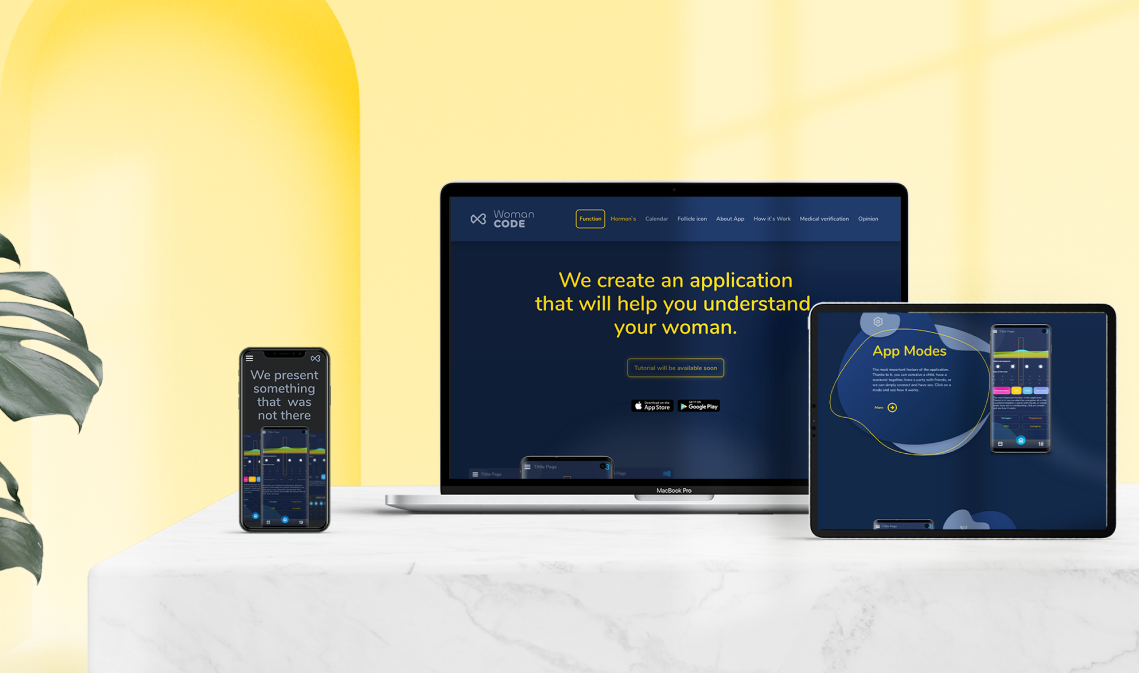 Woman
CODE
Function Hormon's Calendar Follicle icon About App How it's Work Medical verification Opinion
We create an application
that will help you understand
your woman.
Tutorial will be available soon
Download on the
App Store
GET IT ON
Google Play
Title Page
MacBook Pro
We present
something
that was
not there
App Modes
The most important feature of the application.
Thanks to it, you can conceive a child, have a
weekend together, have a party with friends, or
we can simply connect and have sex. Click on a
mode and see how it works.
More
Title Page
Title Page